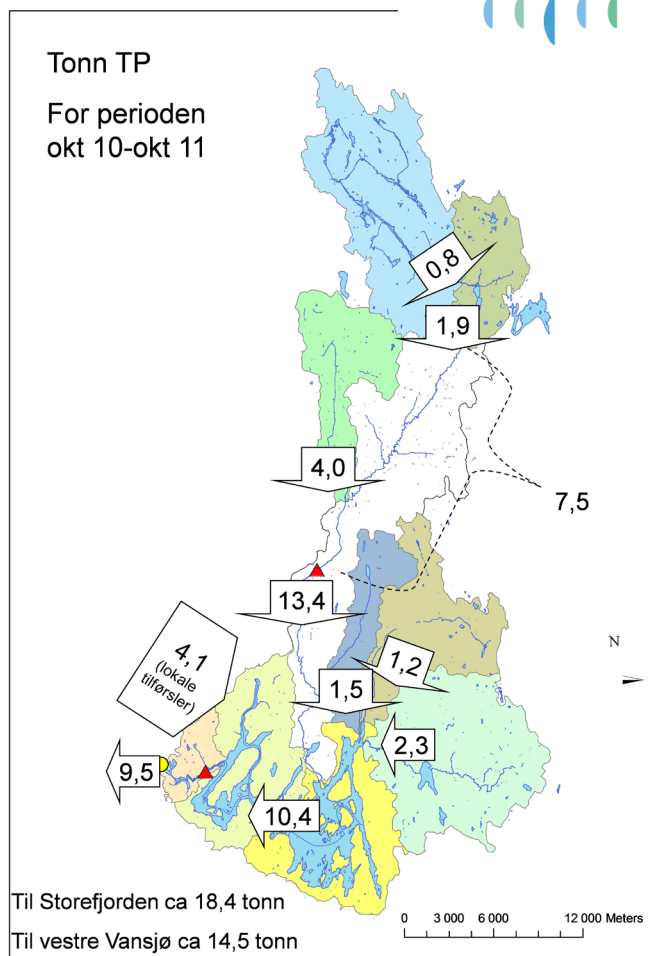 Tonn TP
For perioden
okt 10-okt 11
0,8
1,9
4,0
7,5
13,4
4,1
(lokale
tilførsler)
1,2
1,5
N
2,3
9,5
10,4
Til Storefjorden ca 18,4 tonn
0 3 000 6 000 12 000 Meters
Til vestre Vansjø ca 14,5 tonn